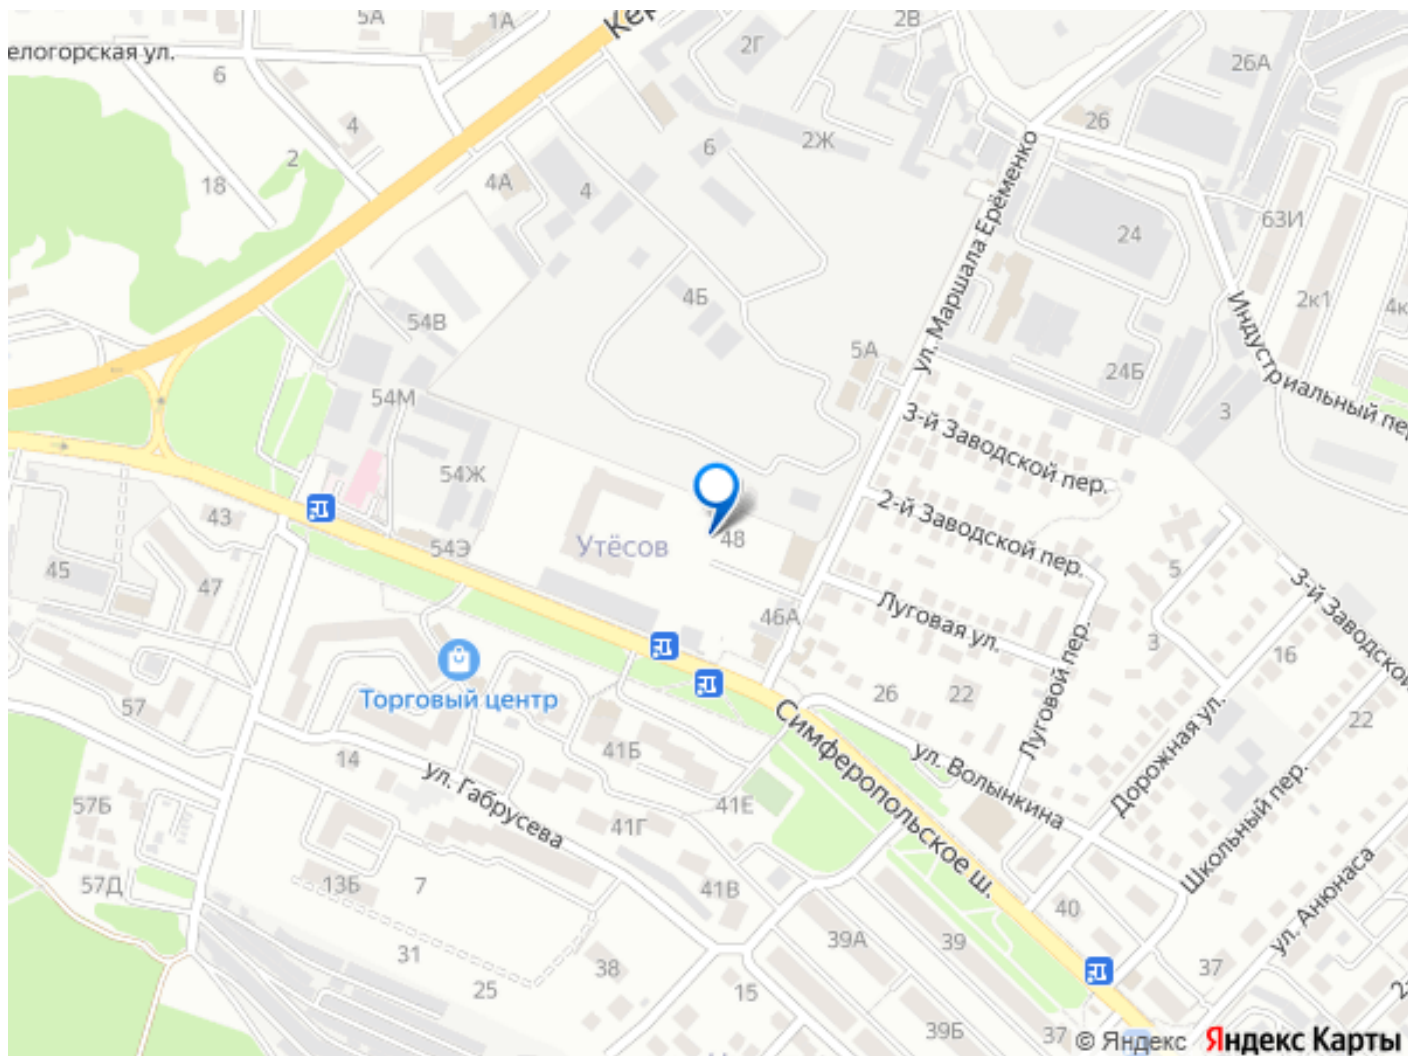 5А
1А
Кер
2В
2Г
елогорская ул.
6
26А
4
2
18
4А
4
6
2Ж
26
ул. Маршала Ерёменко
24
63И
4Б
54В
5А
24Б
2к1
4к
Индустриальный пер.
3
54М
3-й Заводской пер.
54Ж
2-й Заводской пер.
43
54Э
Утёсов
48
45
47
5
3-й Заводской
46А
Луговая ул.
3
16
Луговой пер.
Торговый центр
57
26
22
22
Симферопольское ш.
14
41Б
ул. Волынкина
Дорожная ул.
ул. Габрусева
57Б
41Е
41Г
Школьный пер.
57Д
13Б
7
41В
40
ул. Анюнаса
31
25
38
39А
39
37
15
39Б
37
2-
© Яндекс Яндекс Карты